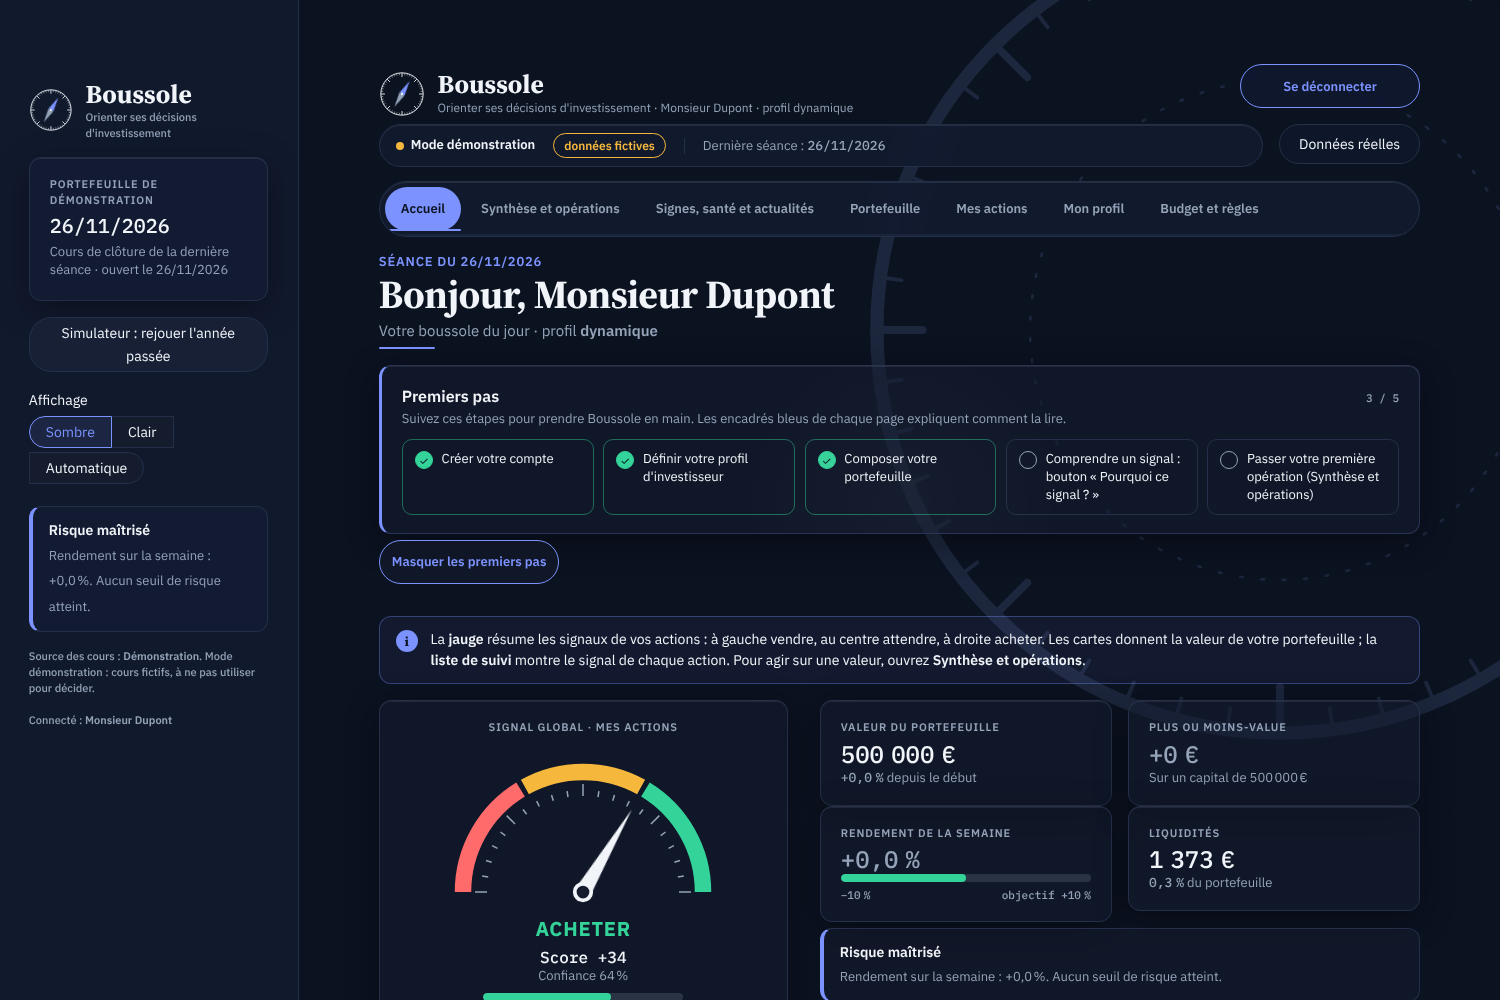 Boussole
Orienter ses décisions
d'investissement
PORTEFEUILLE DE
DÉMONSTRATION
26/11/2026
Cours de clôture de la dernière
séance · ouvert le 26/11/2026
Simulateur : rejouer l'année
passée
Affichage
Sombre
Clair
Automatique
Risque maîtrisé
Rendement sur la semaine :
+0,0 %. Aucun seuil de risque
atteint.
Source des cours : Démonstration. Mode
démonstration : cours fictifs, à ne pas utiliser
pour décider.
Connecté : Monsieur Dupont
Boussole
Orienter ses décisions d'investissement · Monsieur Dupont · profil dynamique
Se déconnecter
Mode démonstration
données fictives
Dernière séance : 26/11/2026
Données réelles
Accueil
Synthèse et opérations
Signes, santé et actualités
Portefeuille
Mes actions
Mon profil
Budget et règles
SÉANCE DU 26/11/2026
Bonjour, Monsieur Dupont
Votre boussole du jour · profil dynamique
Premiers pas
3 / 5
Suivez ces étapes pour prendre Boussole en main. Les encadrés bleus de chaque page expliquent comment la lire.
Créer votre compte
Définir votre profil
d'investisseur
Composer votre
portefeuille
Comprendre un signal :
bouton « Pourquoi ce
signal ? »
Passer votre première
opération (Synthèse et
opérations)
Masquer les premiers pas
i
La jauge résume les signaux de vos actions : à gauche vendre, au centre attendre, à droite acheter. Les cartes donnent la valeur de votre portefeuille ; la
liste de suivi montre le signal de chaque action. Pour agir sur une valeur, ouvrez Synthèse et opérations.
SIGNAL GLOBAL · MES ACTIONS
ACHETER
Score +34
Confiance 64 %
VALEUR DU PORTEFEUILLE
500 000 €
+0,0 % depuis le début
PLUS OU MOINS-VALUE
+0 €
Sur un capital de 500 000 €
RENDEMENT DE LA SEMAINE
+0,0 %
−10 %
objectif +10 %
LIQUIDITÉS
1 373 €
0,3 % du portefeuille
Risque maîtrisé
Rendement sur la semaine : +0,0 %. Aucun seuil de risque atteint.